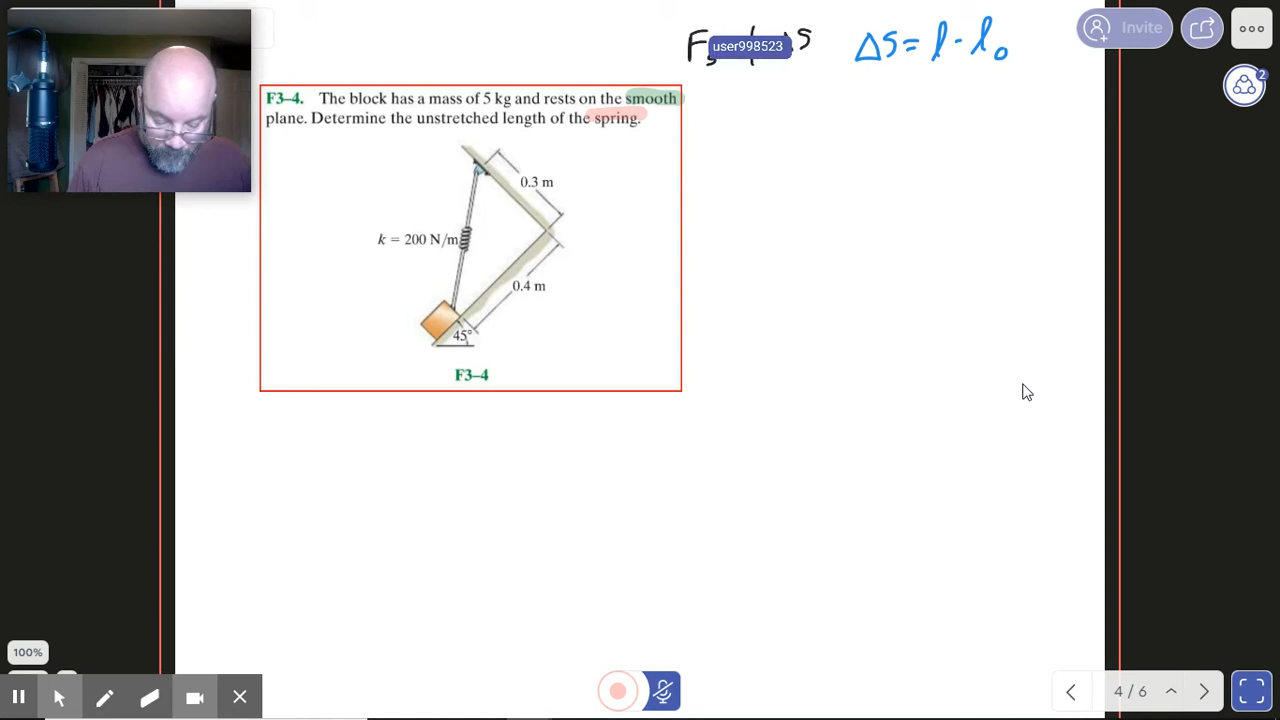 Invite
user998523
F S ΔS = l - l₀
2
F3–4. The block has a mass of 5 kg and rests on the smooth
plane. Determine the unstretched length of the spring.
0.3 m
k = 200 N/m
0.4 m
45°
F3–4
100%
4 / 6